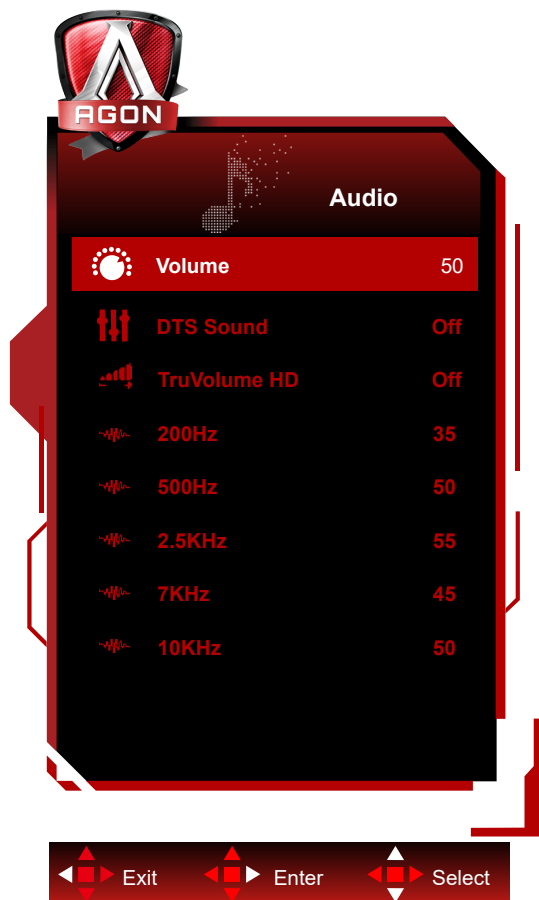 AGON
Audio
Volume 50
DTS Sound Off
TruVolume HD Off
200Hz 35
500Hz 50
2.5KHz 55
7KHz 45
10KHz 50
Exit Enter Select